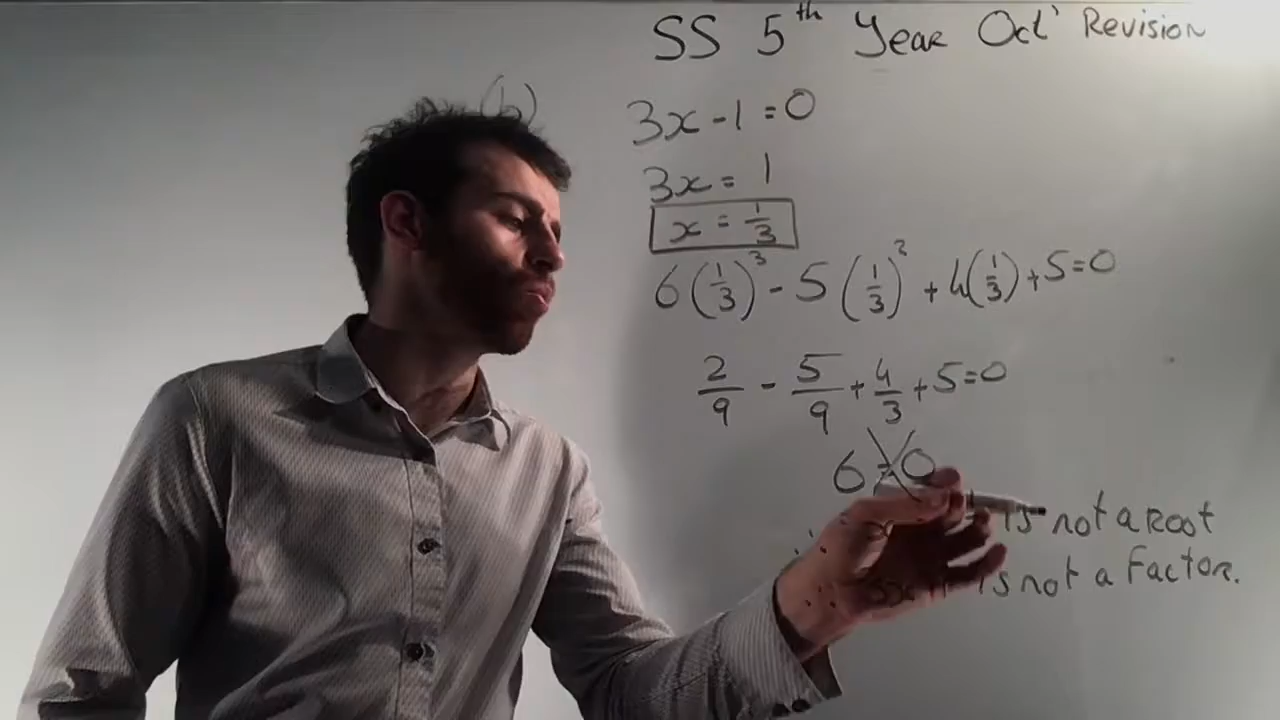 SS 5th Year Oct' Revision
(b)
3x - 1 = 0
3x = 1
x = 1/3
6(1/3)³ - 5(1/3)² + 4(1/3) + 5 = 0
2/9 - 5/9 + 4/3 + 5 = 0
6 = 0
∴ is not a root
∴ is not a factor.